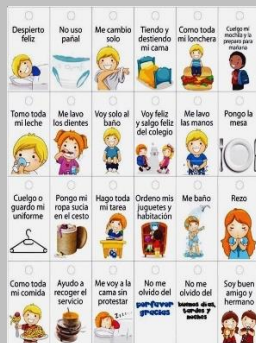 Despierto
feliz
No uso
pañal
Me cambio
solo
Tiendo y
destiendo
mi cama
Como toda
mi lonchera
Cuelgo mi
mochila y la
preparo para
mañana
Tomo toda
mi leche
Me lavo
los dientes
Voy solo al
baño
Voy feliz
y salgo feliz
del colegio
Me lavo
las manos
Pongo la
mesa
Cuelgo o
guardo mi
uniforme
Pongo mi
ropa sucia
en el cesto
Hago toda
mi tarea
Ordeno mis
juguetes y
habitación
Me baño
Rezo
Como toda
mi comida
Ayudo a
recoger el
servicio
Me voy a la
cama sin
protestar
No me
olvido del
porfavor
gracias
No me
olvido del
buenos días,
tardes y
noches
Soy buen
amigo y
hermano